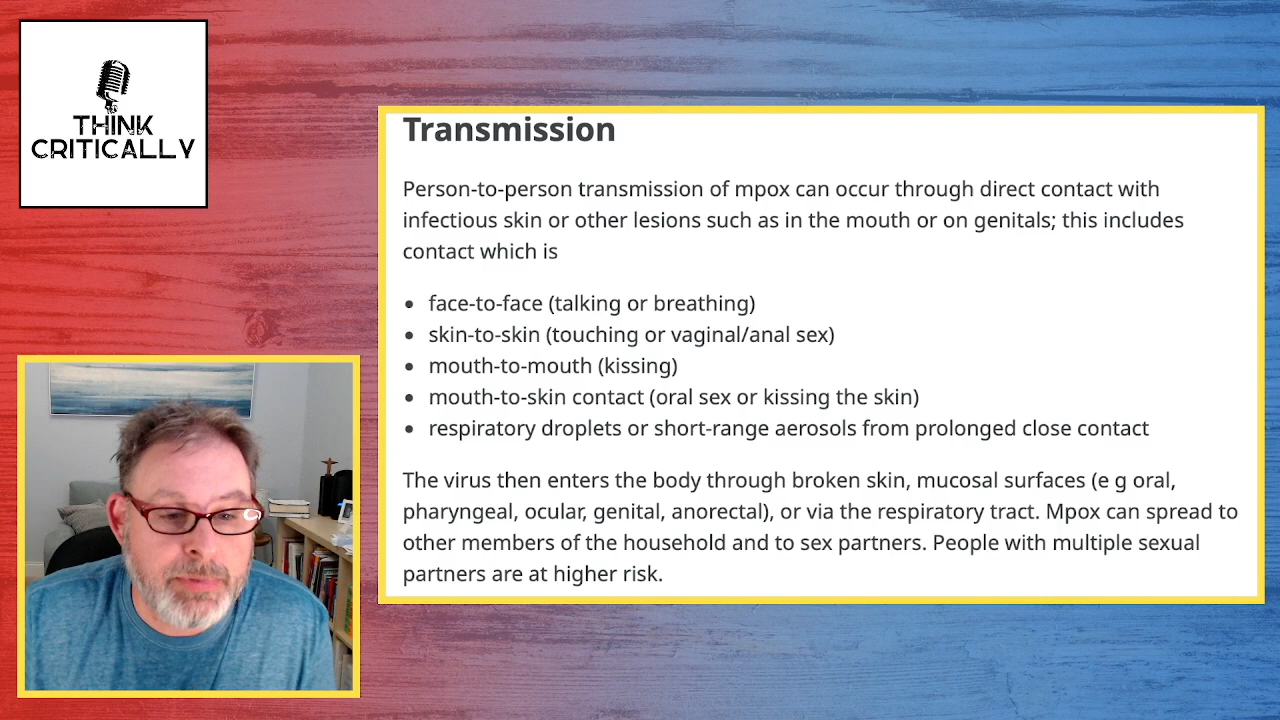 THINK
CRITICALLY
Transmission
Person-to-person transmission of mpox can occur through direct contact with
infectious skin or other lesions such as in the mouth or on genitals; this includes
contact which is
• face-to-face (talking or breathing)
• skin-to-skin (touching or vaginal/anal sex)
• mouth-to-mouth (kissing)
• mouth-to-skin contact (oral sex or kissing the skin)
• respiratory droplets or short-range aerosols from prolonged close contact
The virus then enters the body through broken skin, mucosal surfaces (e g oral,
pharyngeal, ocular, genital, anorectal), or via the respiratory tract. Mpox can spread to
other members of the household and to sex partners. People with multiple sexual
partners are at higher risk.